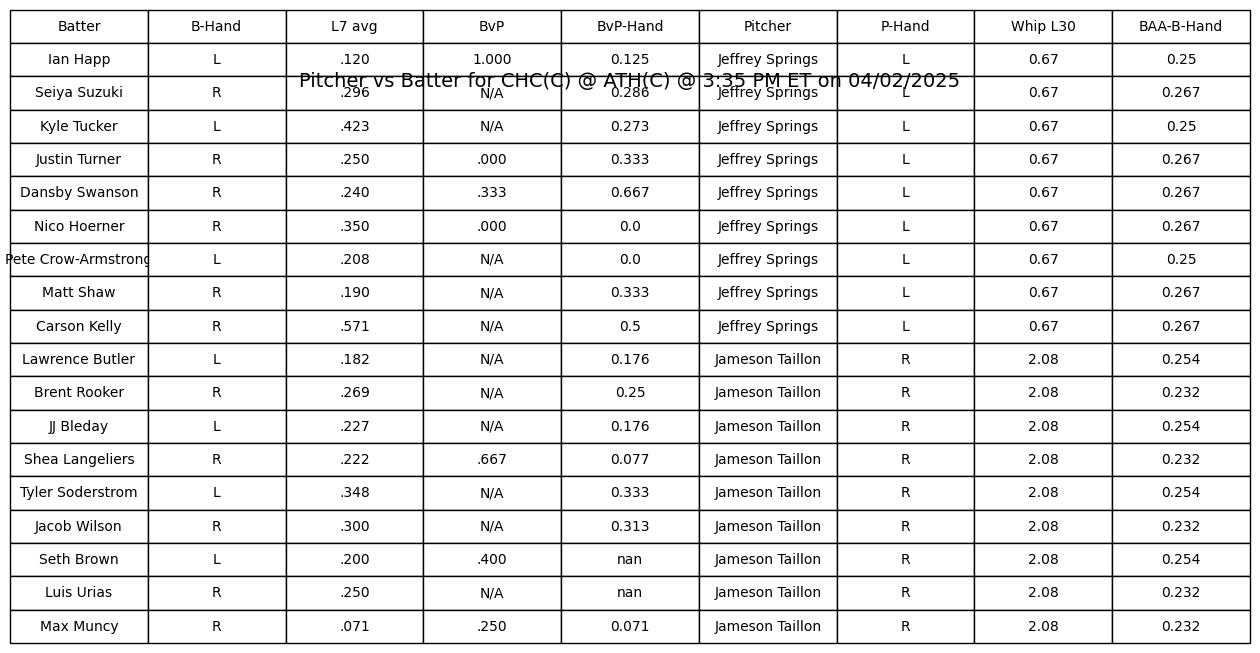 Batter B-Hand L7 avg BvP BvP-Hand Pitcher P-Hand Whip L30 BAA-B-Hand
Ian Happ L .120 1.000 0.125 Jeffrey Springs L 0.67 0.25
Pitcher vs Batter for CHC(C) @ ATH(C) @ 3:35 PM ET on 04/02/2025
Seiya Suzuki R .296 N/A 0.286 Jeffrey Springs L 0.67 0.267
Kyle Tucker L .423 N/A 0.273 Jeffrey Springs L 0.67 0.25
Justin Turner R .250 .000 0.333 Jeffrey Springs L 0.67 0.267
Dansby Swanson R .240 .333 0.667 Jeffrey Springs L 0.67 0.267
Nico Hoerner R .350 .000 0.0 Jeffrey Springs L 0.67 0.267
Pete Crow-Armstrong L .208 N/A 0.0 Jeffrey Springs L 0.67 0.25
Matt Shaw R .190 N/A 0.333 Jeffrey Springs L 0.67 0.267
Carson Kelly R .571 N/A 0.5 Jeffrey Springs L 0.67 0.267
Lawrence Butler L .182 N/A 0.176 Jameson Taillon R 2.08 0.254
Brent Rooker R .269 N/A 0.25 Jameson Taillon R 2.08 0.232
JJ Bleday L .227 N/A 0.176 Jameson Taillon R 2.08 0.254
Shea Langeliers R .222 .667 0.077 Jameson Taillon R 2.08 0.232
Tyler Soderstrom L .348 N/A 0.333 Jameson Taillon R 2.08 0.254
Jacob Wilson R .300 N/A 0.313 Jameson Taillon R 2.08 0.232
Seth Brown L .200 .400 nan Jameson Taillon R 2.08 0.254
Luis Urias R .250 N/A nan Jameson Taillon R 2.08 0.232
Max Muncy R .071 .250 0.071 Jameson Taillon R 2.08 0.232